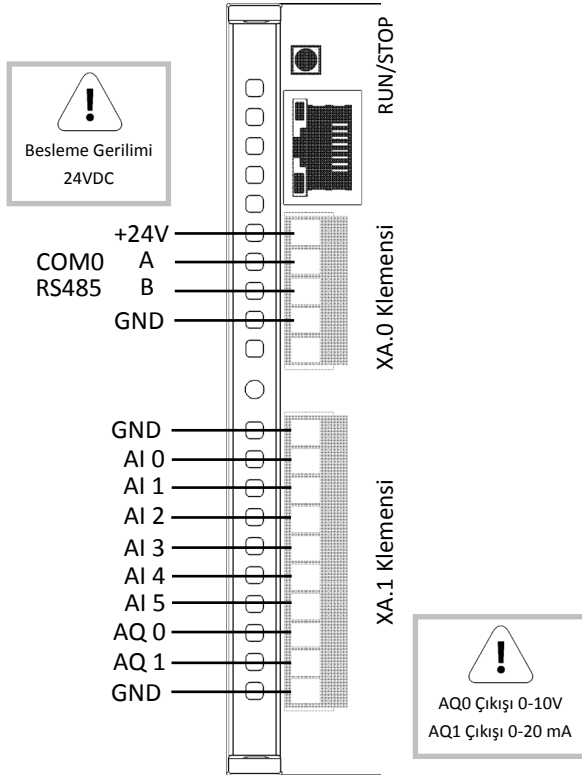 RUN/STOP
!
Besleme Gerilimi
24VDC
+24V
COM0 A
RS485 B
GND
XA.0 Klemensi
GND
AI 0
AI 1
AI 2
AI 3
AI 4
AI 5
AQ 0
AQ 1
GND
XA.1 Klemensi
!
AQ0 Çıkışı 0-10V
AQ1 Çıkışı 0-20 mA